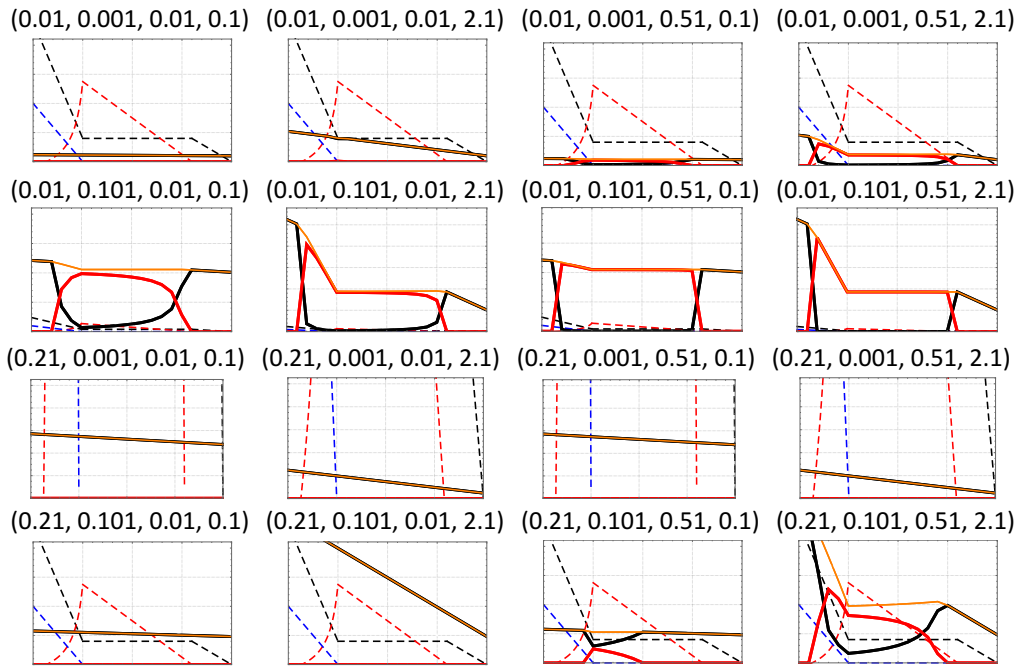 (0.01, 0.001, 0.01, 0.1) (0.01, 0.001, 0.01, 2.1) (0.01, 0.001, 0.51, 0.1) (0.01, 0.001, 0.51, 2.1)
(0.01, 0.101, 0.01, 0.1) (0.01, 0.101, 0.01, 2.1) (0.01, 0.101, 0.51, 0.1) (0.01, 0.101, 0.51, 2.1)
(0.21, 0.001, 0.01, 0.1) (0.21, 0.001, 0.01, 2.1) (0.21, 0.001, 0.51, 0.1) (0.21, 0.001, 0.51, 2.1)
(0.21, 0.101, 0.01, 0.1) (0.21, 0.101, 0.01, 2.1) (0.21, 0.101, 0.51, 0.1) (0.21, 0.101, 0.51, 2.1)